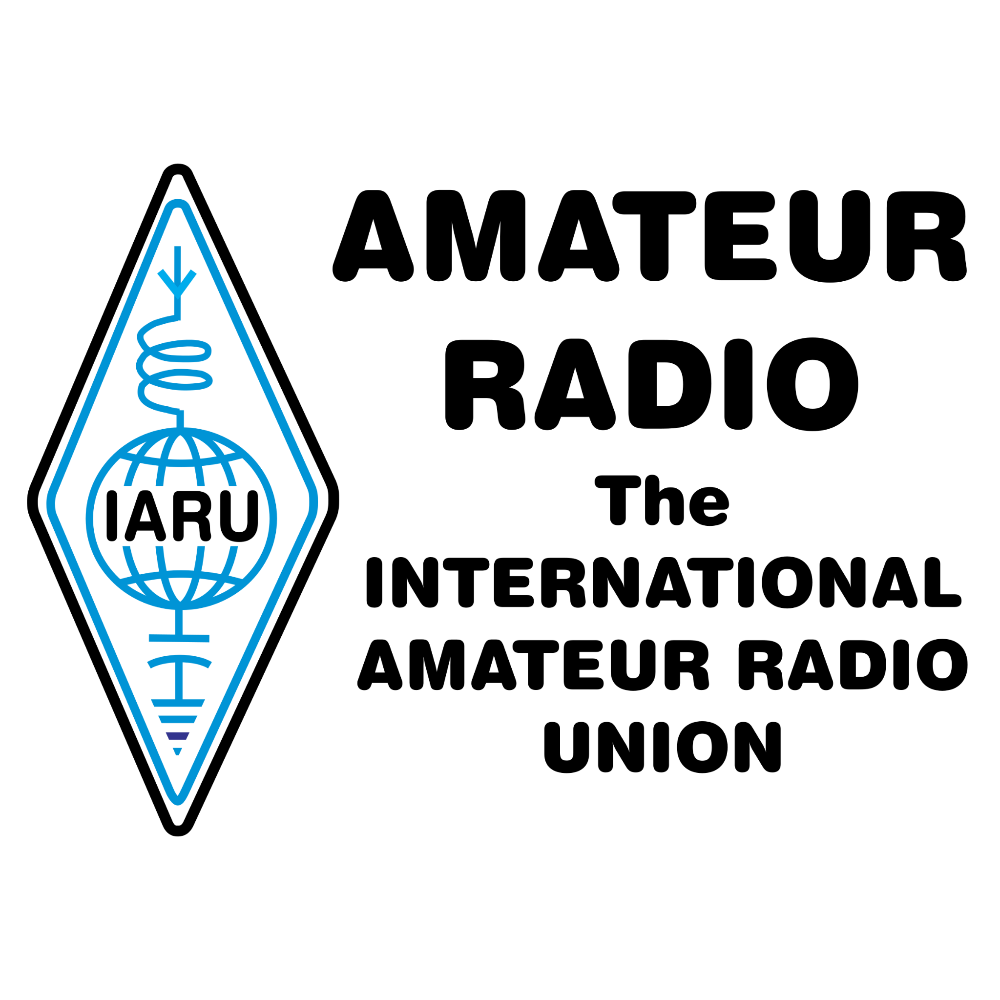 AMATEUR
RADIO
IARU
The
INTERNATIONAL
AMATEUR RADIO
UNION